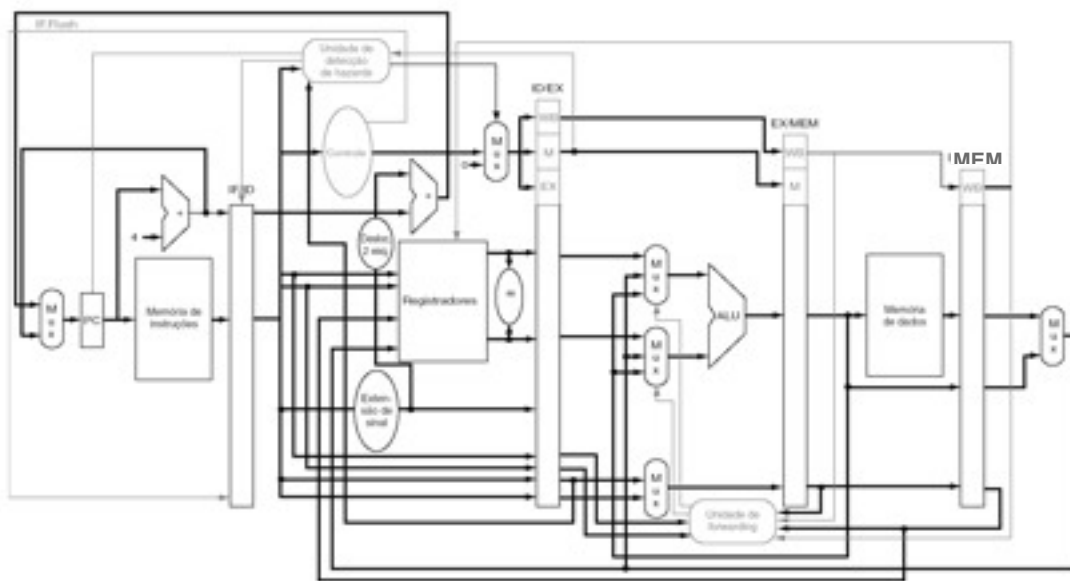 IF.Flush
Unidade de
detecção
de hazards
ID/EX
WB
M
EX
EX/MEM
WB
M
MEM
WB
Controle
M
u
x
0
IF/ID
+
+
4
Desloc.
2 esq.
M
u
x
PC
Memória de
instruções
Registradores
=
M
u
x
M
u
x
ALU
Memória
de dados
M
u
x
Exten-
são de
sinal
M
u
x
Unidade de
forwarding